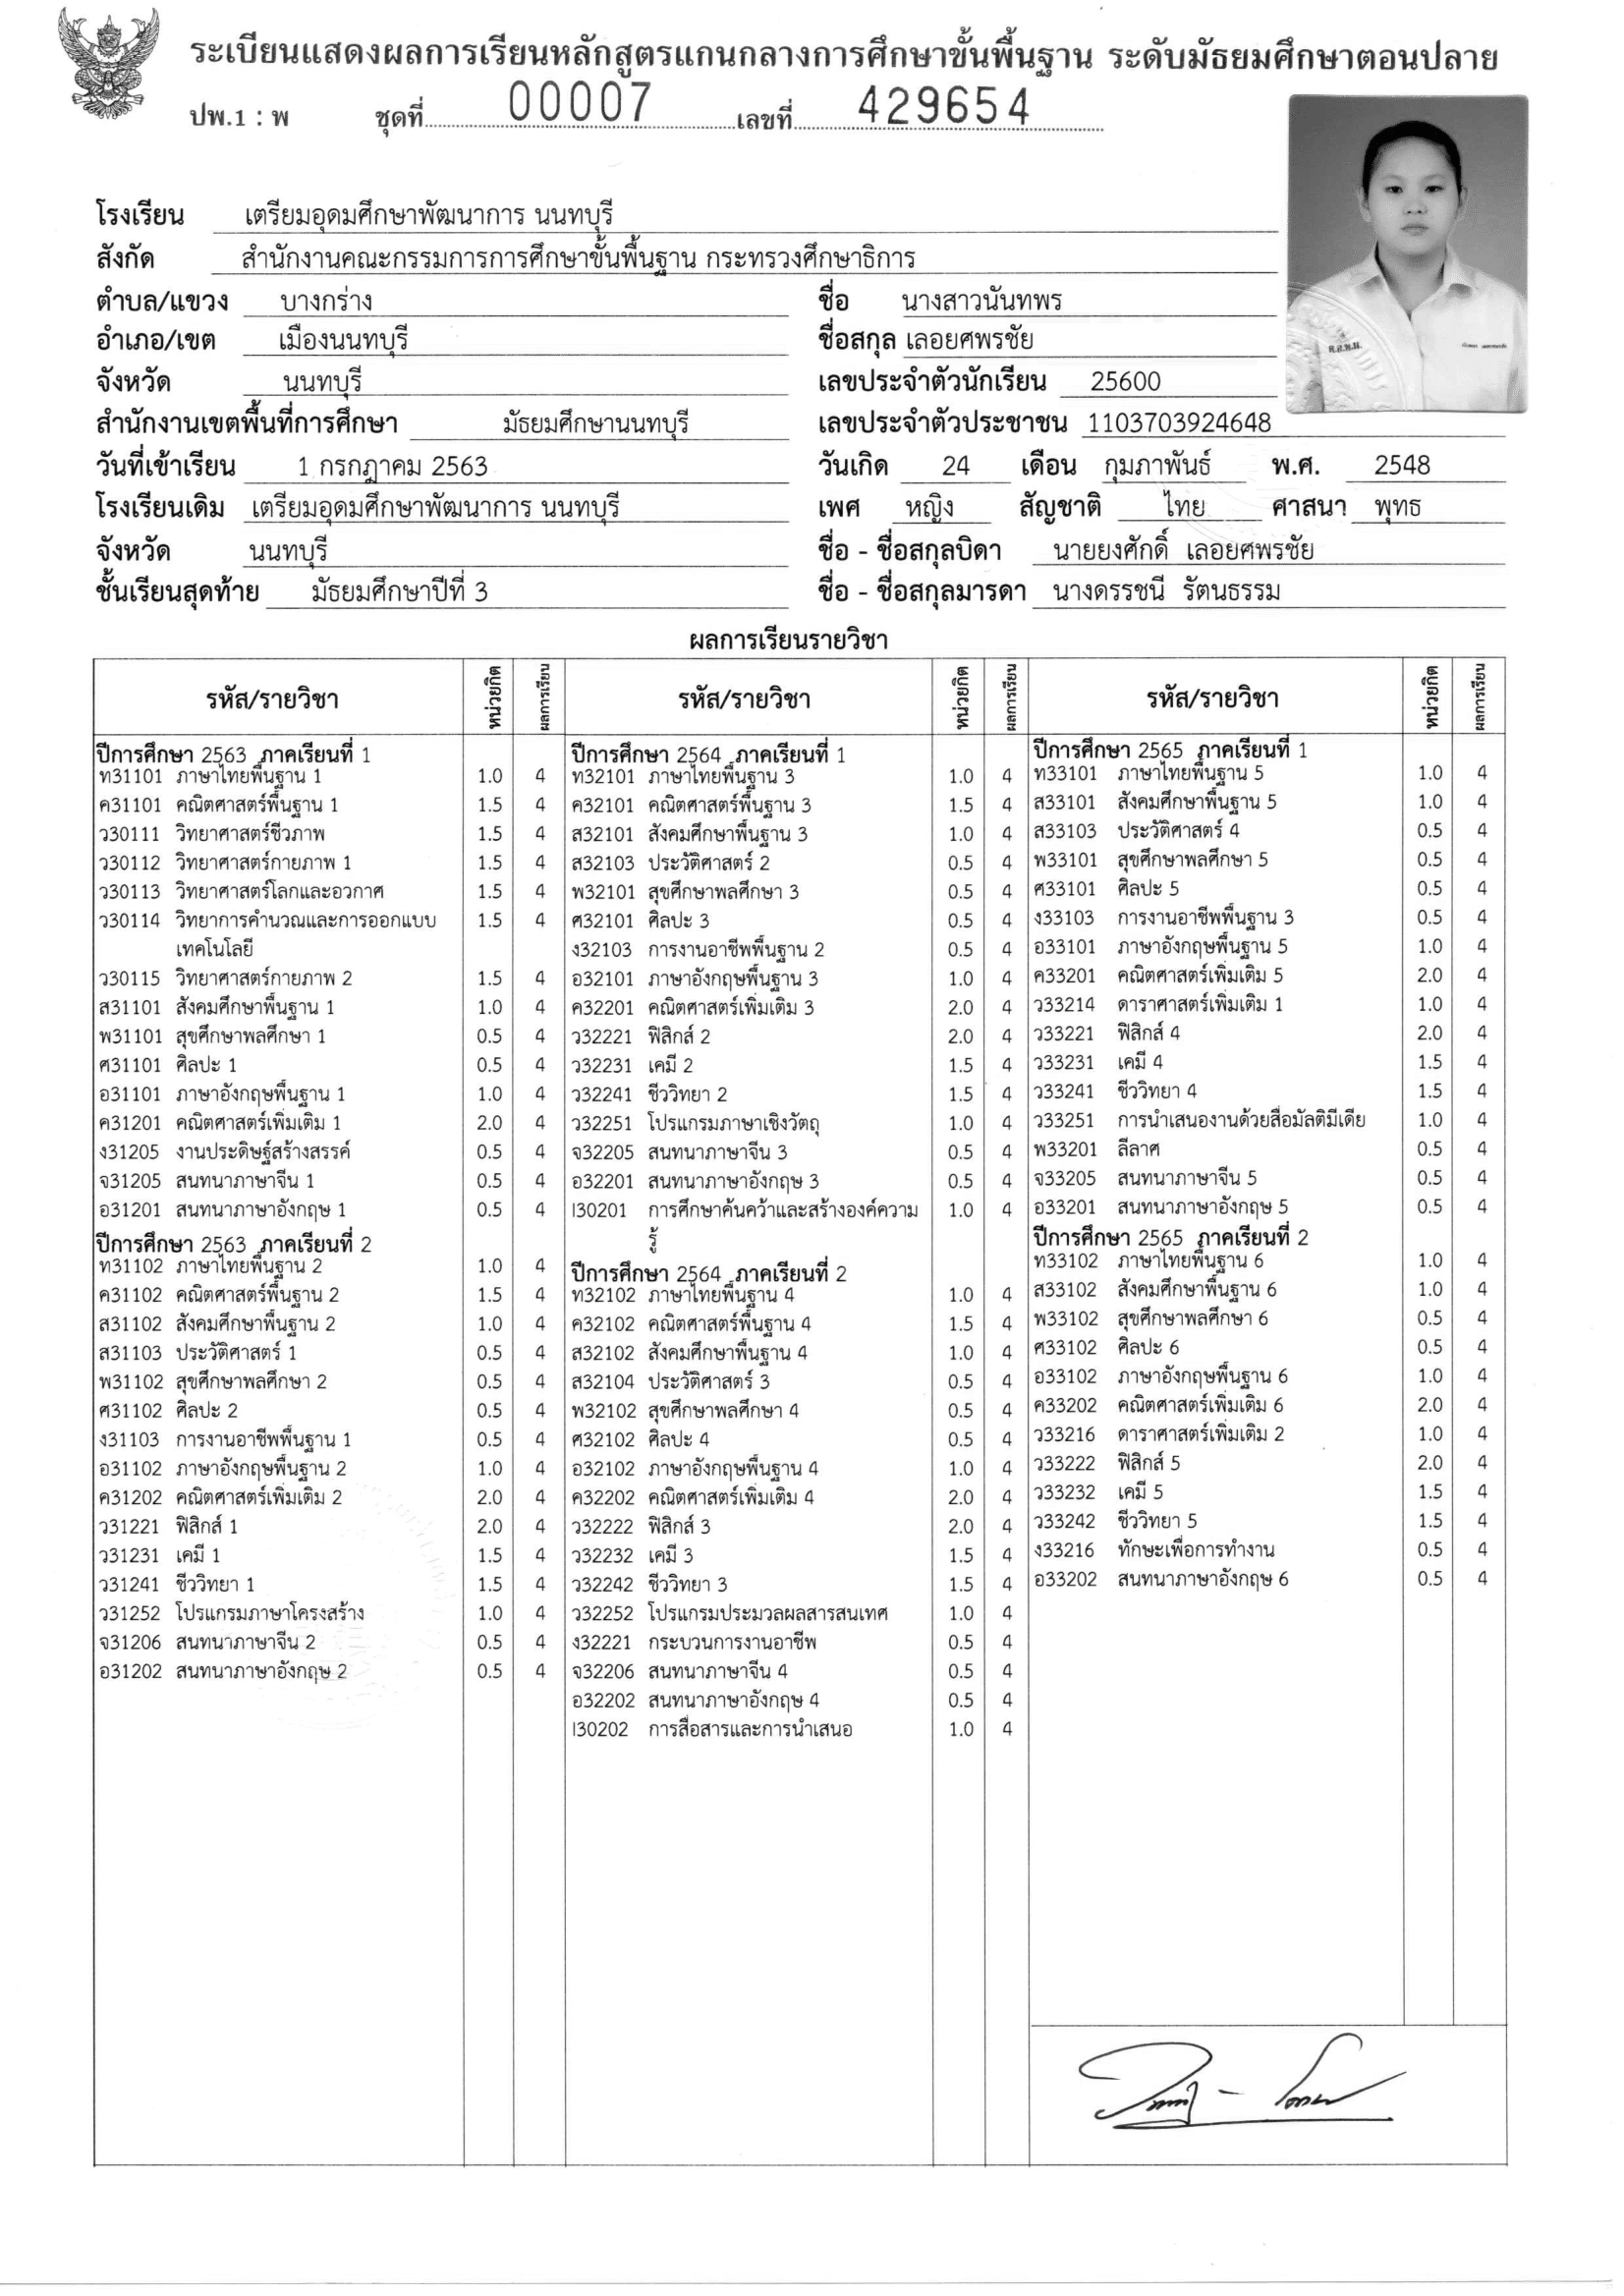 ระเบียนแสดงผลการเรียนหลักสูตรแกนกลางการศึกษาขั้นพื้นฐาน ระดับมัธยมศึกษาตอนปลาย
ปพ.1 : พ ชุดที่ 00007 เลขที่ 429654
โรงเรียน เตรียมอุดมศึกษาพัฒนาการ นนทบุรี
สังกัด สำนักงานคณะกรรมการการศึกษาขั้นพื้นฐาน กระทรวงศึกษาธิการ
ตำบล/แขวง บางกร่าง
อำเภอ/เขต เมืองนนทบุรี
จังหวัด นนทบุรี
สำนักงานเขตพื้นที่การศึกษา มัธยมศึกษานนทบุรี
วันที่เข้าเรียน 1 กรกฎาคม 2563
โรงเรียนเดิม เตรียมอุดมศึกษาพัฒนาการ นนทบุรี
จังหวัด นนทบุรี
ชั้นเรียนสุดท้าย มัธยมศึกษาปีที่ 3
ชื่อ นางสาวนันทพร
ชื่อสกุล เลอยศพรชัย
เลขประจำตัวนักเรียน 25600
เลขประจำตัวประชาชน 1103703924648
วันเกิด 24 เดือน กุมภาพันธ์ พ.ศ. 2548
เพศ หญิง สัญชาติ ไทย ศาสนา พุทธ
ชื่อ - ชื่อสกุลบิดา นายยงศักดิ์ เลอยศพรชัย
ชื่อ - ชื่อสกุลมารดา นางดรรชนี รัตนธรรม
ผลการเรียนรายวิชา
รหัส/รายวิชา หน่วยกิต ผลการเรียน
ปีการศึกษา 2563 ภาคเรียนที่ 1
ท31101 ภาษาไทยพื้นฐาน 1 1.0 4
ค31101 คณิตศาสตร์พื้นฐาน 1 1.5 4
ว30111 วิทยาศาสตร์ชีวภาพ 1.5 4
ว30112 วิทยาศาสตร์กายภาพ 1 1.5 4
ว30113 วิทยาศาสตร์โลกและอวกาศ 1.5 4
ว30114 วิทยาการคำนวณและการออกแบบ 1.5 4
เทคโนโลยี
ว30115 วิทยาศาสตร์กายภาพ 2 1.5 4
ส31101 สังคมศึกษาพื้นฐาน 1 1.0 4
พ31101 สุขศึกษาพลศึกษา 1 0.5 4
ศ31101 ศิลปะ 1 0.5 4
อ31101 ภาษาอังกฤษพื้นฐาน 1 1.0 4
ค31201 คณิตศาสตร์เพิ่มเติม 1 2.0 4
ง31205 งานประดิษฐ์สร้างสรรค์ 0.5 4
จ31205 สนทนาภาษาจีน 1 0.5 4
อ31201 สนทนาภาษาอังกฤษ 1 0.5 4
ปีการศึกษา 2563 ภาคเรียนที่ 2
ท31102 ภาษาไทยพื้นฐาน 2 1.0 4
ค31102 คณิตศาสตร์พื้นฐาน 2 1.5 4
ส31102 สังคมศึกษาพื้นฐาน 2 1.0 4
ส31103 ประวัติศาสตร์ 1 0.5 4
พ31102 สุขศึกษาพลศึกษา 2 0.5 4
ศ31102 ศิลปะ 2 0.5 4
ง31103 การงานอาชีพพื้นฐาน 1 0.5 4
อ31102 ภาษาอังกฤษพื้นฐาน 2 1.0 4
ค31202 คณิตศาสตร์เพิ่มเติม 2 2.0 4
ว31221 ฟิสิกส์ 1 2.0 4
ว31231 เคมี 1 1.5 4
ว31241 ชีววิทยา 1 1.5 4
ว31252 โปรแกรมภาษาโครงสร้าง 1.0 4
จ31206 สนทนาภาษาจีน 2 0.5 4
อ31202 สนทนาภาษาอังกฤษ 2 0.5 4
รหัส/รายวิชา หน่วยกิต ผลการเรียน
ปีการศึกษา 2564 ภาคเรียนที่ 1
ท32101 ภาษาไทยพื้นฐาน 3 1.0 4
ค32101 คณิตศาสตร์พื้นฐาน 3 1.5 4
ส32101 สังคมศึกษาพื้นฐาน 3 1.0 4
ส32103 ประวัติศาสตร์ 2 0.5 4
พ32101 สุขศึกษาพลศึกษา 3 0.5 4
ศ32101 ศิลปะ 3 0.5 4
ง32103 การงานอาชีพพื้นฐาน 2 0.5 4
อ32101 ภาษาอังกฤษพื้นฐาน 3 1.0 4
ค32201 คณิตศาสตร์เพิ่มเติม 3 2.0 4
ว32221 ฟิสิกส์ 2 2.0 4
ว32231 เคมี 2 1.5 4
ว32241 ชีววิทยา 2 1.5 4
ว32251 โปรแกรมภาษาเชิงวัตถุ 1.0 4
จ32205 สนทนาภาษาจีน 3 0.5 4
อ32201 สนทนาภาษาอังกฤษ 3 0.5 4
I30201 การศึกษาค้นคว้าและสร้างองค์ความ 1.0 4
รู้
ปีการศึกษา 2564 ภาคเรียนที่ 2
ท32102 ภาษาไทยพื้นฐาน 4 1.0 4
ค32102 คณิตศาสตร์พื้นฐาน 4 1.5 4
ส32102 สังคมศึกษาพื้นฐาน 4 1.0 4
ส32104 ประวัติศาสตร์ 3 0.5 4
พ32102 สุขศึกษาพลศึกษา 4 0.5 4
ศ32102 ศิลปะ 4 0.5 4
อ32102 ภาษาอังกฤษพื้นฐาน 4 1.0 4
ค32202 คณิตศาสตร์เพิ่มเติม 4 2.0 4
ว32222 ฟิสิกส์ 3 2.0 4
ว32232 เคมี 3 1.5 4
ว32242 ชีววิทยา 3 1.5 4
ว32252 โปรแกรมประมวลผลสารสนเทศ 1.0 4
ง32221 กระบวนการงานอาชีพ 0.5 4
จ32206 สนทนาภาษาจีน 4 0.5 4
อ32202 สนทนาภาษาอังกฤษ 4 0.5 4
I30202 การสื่อสารและการนำเสนอ 1.0 4
รหัส/รายวิชา หน่วยกิต ผลการเรียน
ปีการศึกษา 2565 ภาคเรียนที่ 1
ท33101 ภาษาไทยพื้นฐาน 5 1.0 4
ส33101 สังคมศึกษาพื้นฐาน 5 1.0 4
ส33103 ประวัติศาสตร์ 4 0.5 4
พ33101 สุขศึกษาพลศึกษา 5 0.5 4
ศ33101 ศิลปะ 5 0.5 4
ง33103 การงานอาชีพพื้นฐาน 3 0.5 4
อ33101 ภาษาอังกฤษพื้นฐาน 5 1.0 4
ค33201 คณิตศาสตร์เพิ่มเติม 5 2.0 4
ว33214 ดาราศาสตร์เพิ่มเติม 1 1.0 4
ว33221 ฟิสิกส์ 4 2.0 4
ว33231 เคมี 4 1.5 4
ว33241 ชีววิทยา 4 1.5 4
ว33251 การนำเสนองานด้วยสื่อมัลติมีเดีย 1.0 4
พ33201 ลีลาศ 0.5 4
จ33205 สนทนาภาษาจีน 5 0.5 4
อ33201 สนทนาภาษาอังกฤษ 5 0.5 4
ปีการศึกษา 2565 ภาคเรียนที่ 2
ท33102 ภาษาไทยพื้นฐาน 6 1.0 4
ส33102 สังคมศึกษาพื้นฐาน 6 1.0 4
พ33102 สุขศึกษาพลศึกษา 6 0.5 4
ศ33102 ศิลปะ 6 0.5 4
อ33102 ภาษาอังกฤษพื้นฐาน 6 1.0 4
ค33202 คณิตศาสตร์เพิ่มเติม 6 2.0 4
ว33216 ดาราศาสตร์เพิ่มเติม 2 1.0 4
ว33222 ฟิสิกส์ 5 2.0 4
ว33232 เคมี 5 1.5 4
ว33242 ชีววิทยา 5 1.5 4
ง33216 ทักษะเพื่อการทำงาน 0.5 4
อ33202 สนทนาภาษาอังกฤษ 6 0.5 4